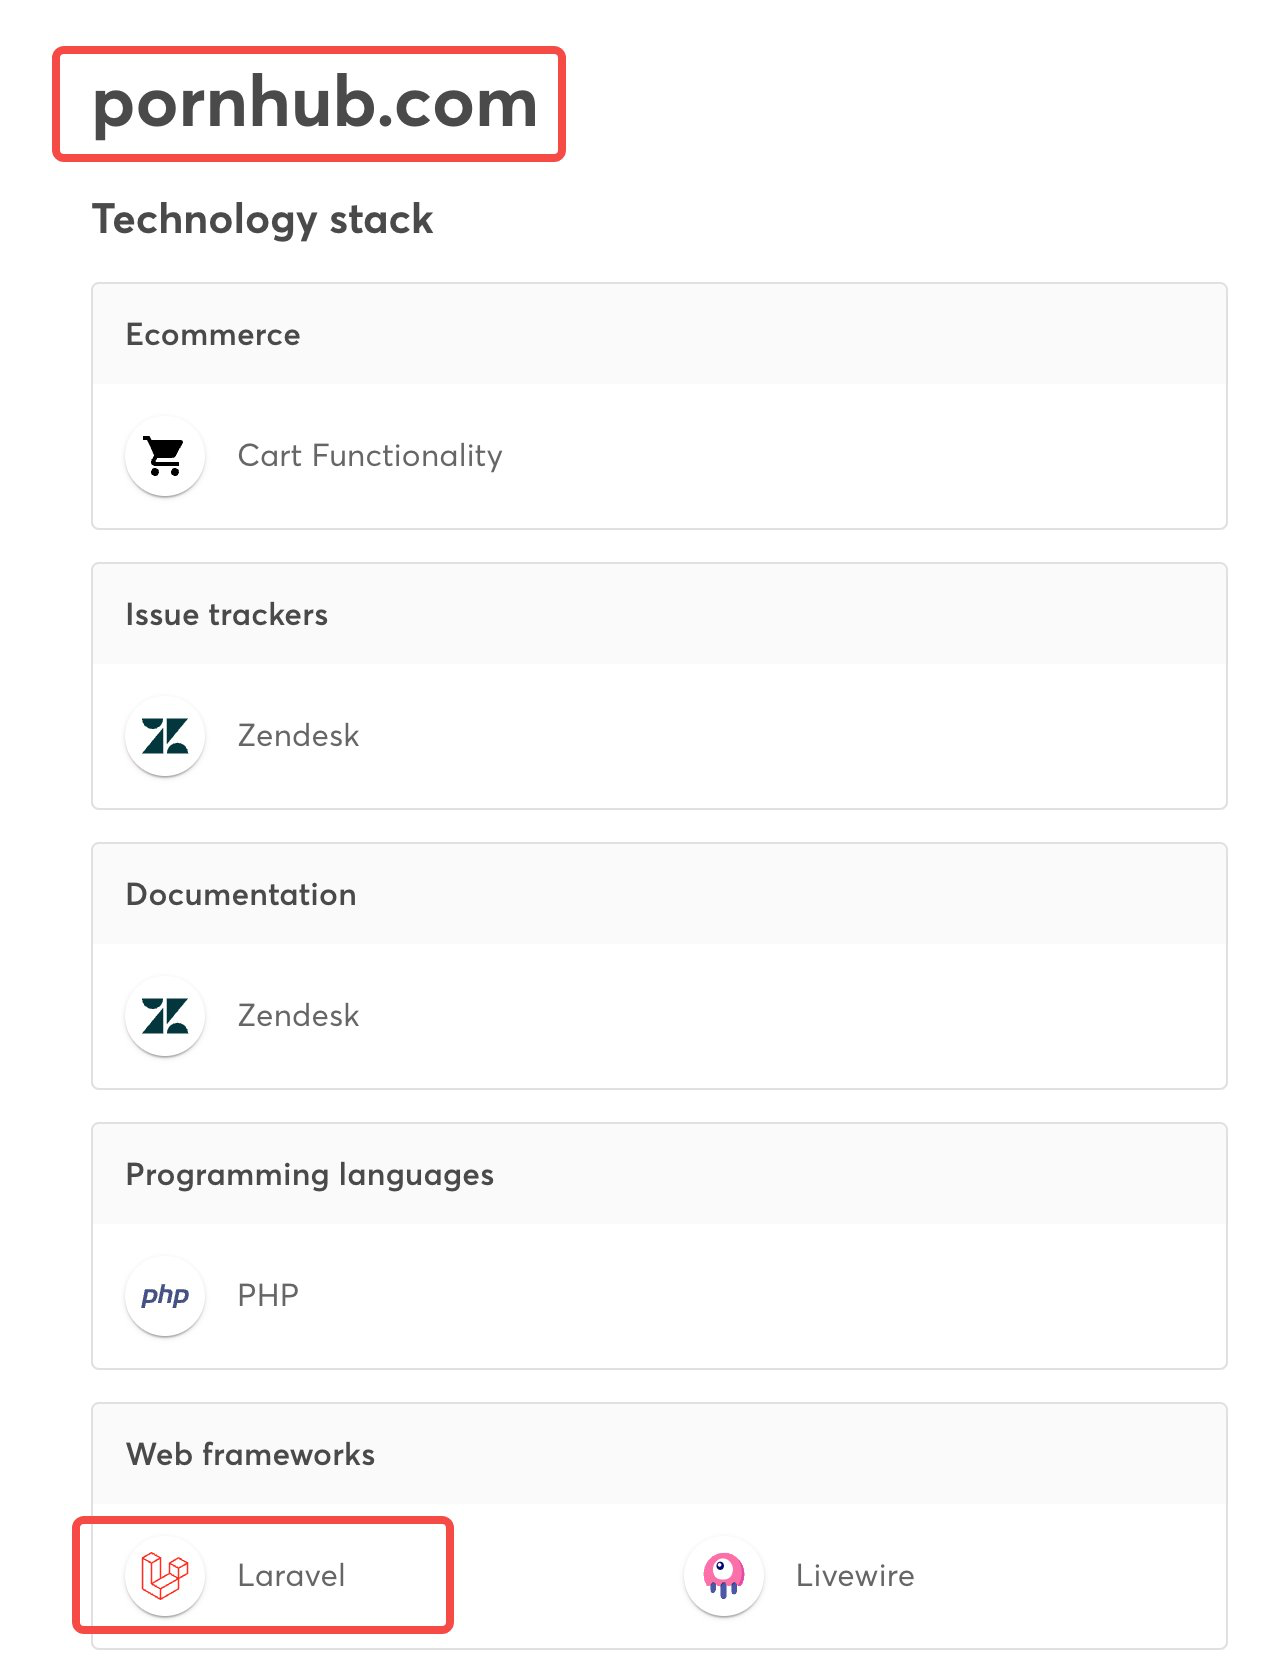 pornhub.com
Technology stack
Ecommerce
Cart Functionality
Issue trackers
Zendesk
Documentation
Zendesk
Programming languages
php PHP
Web frameworks
Laravel Livewire